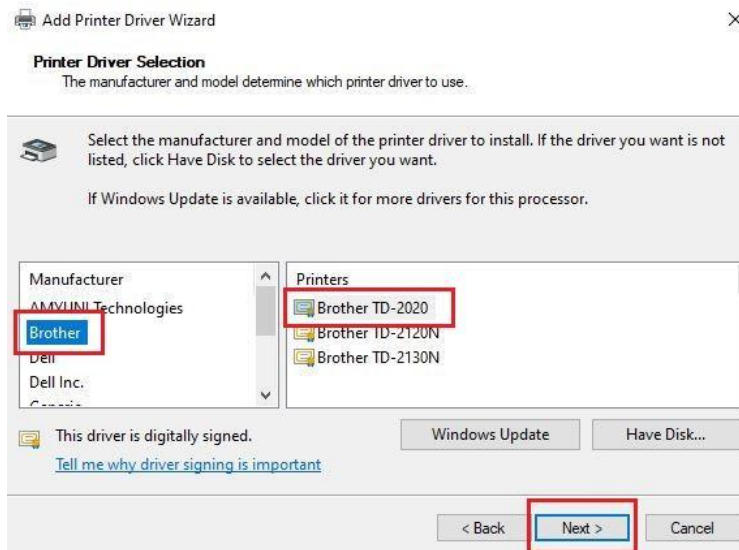 Add Printer Driver Wizard
Printer Driver Selection
The manufacturer and model determine which printer driver to use.
Select the manufacturer and model of the printer driver to install. If the driver you want is not
listed, click Have Disk to select the driver you want.
If Windows Update is available, click it for more drivers for this processor.
Manufacturer
AMYUNI Technologies
Brother
Dell
Dell Inc.
Printers
Brother TD-2020
Brother TD-2120N
Brother TD-2130N
This driver is digitally signed.
Windows Update
Have Disk...
Tell me why driver signing is important
< Back
Next >
Cancel